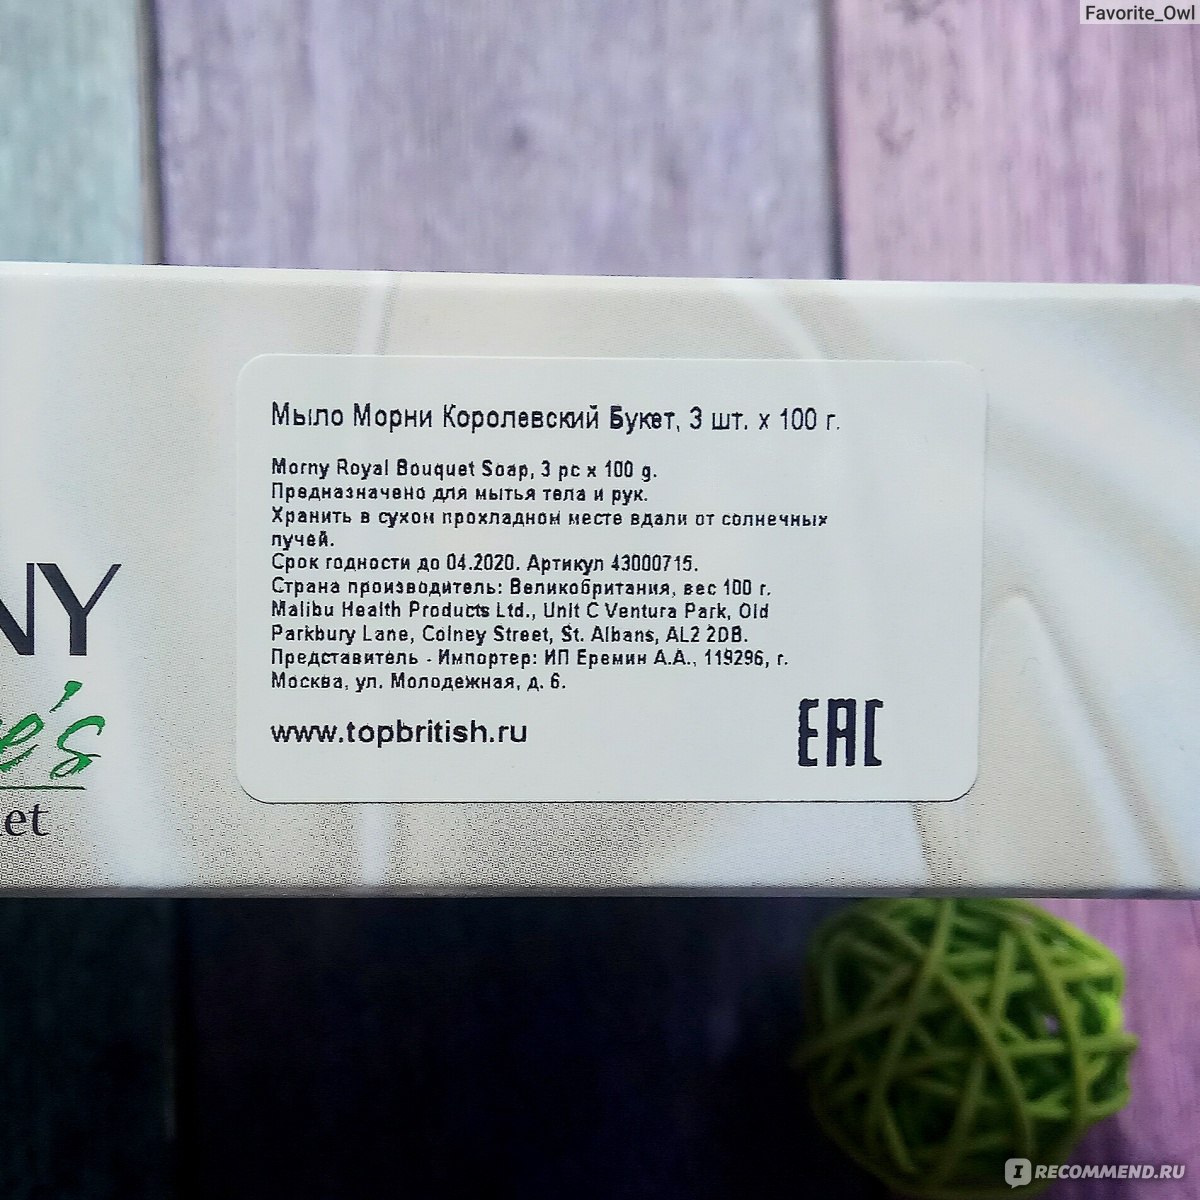 Favorite_Owl
Мыло Морни Королевский Букет, 3 шт. х 100 г.
Morny Royal Bouquet Soap, 3 pc x 100 g.
Предназначено для мытья тела и рук.
Хранить в сухом прохладном месте вдали от солнечных
лучей.
Срок годности до 04.2020. Артикул 43000715.
Страна производитель: Великобритания, вес 100 г.
Malibu Health Products Ltd., Unit C Ventura Park, Old
Parkbury Lane, Colney Street, St. Albans, AL2 2DB.
Представитель - Импортер: ИП Еремин А.А., 119296, г.
Москва, ул. Молодежная, д. 6.
www.topbritish.ru
EAC
NY
e's
et
IRECOMMEND.RU